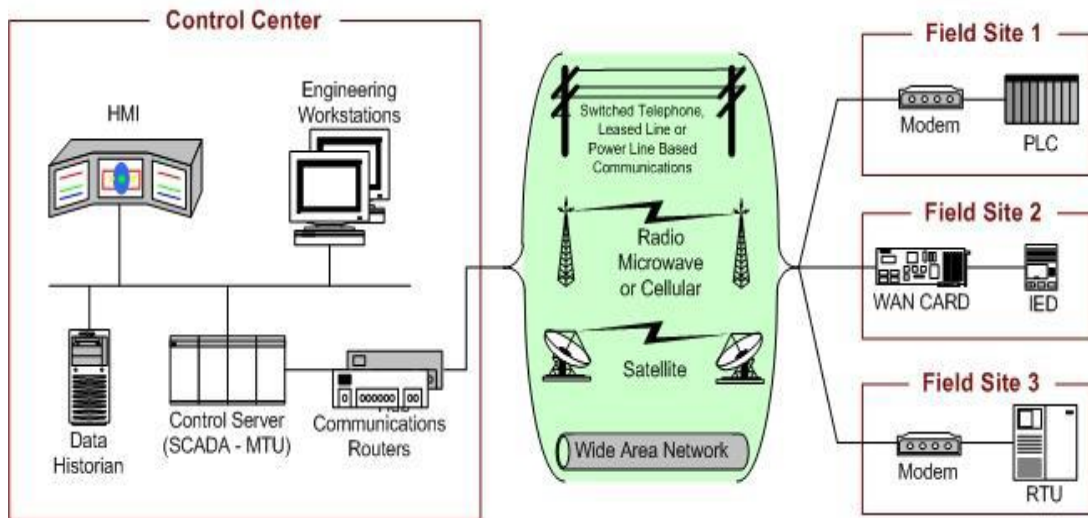 Control Center
HMI
Engineering
Workstations
Data
Historian
Control Server
(SCADA - MTU)
Communications
Routers
Switched Telephone,
Leased Line or
Power Line Based
Communications
Radio
Microwave
or Cellular
Satellite
Wide Area Network
Field Site 1
Modem
PLC
Field Site 2
WAN CARD
IED
Field Site 3
Modem
RTU